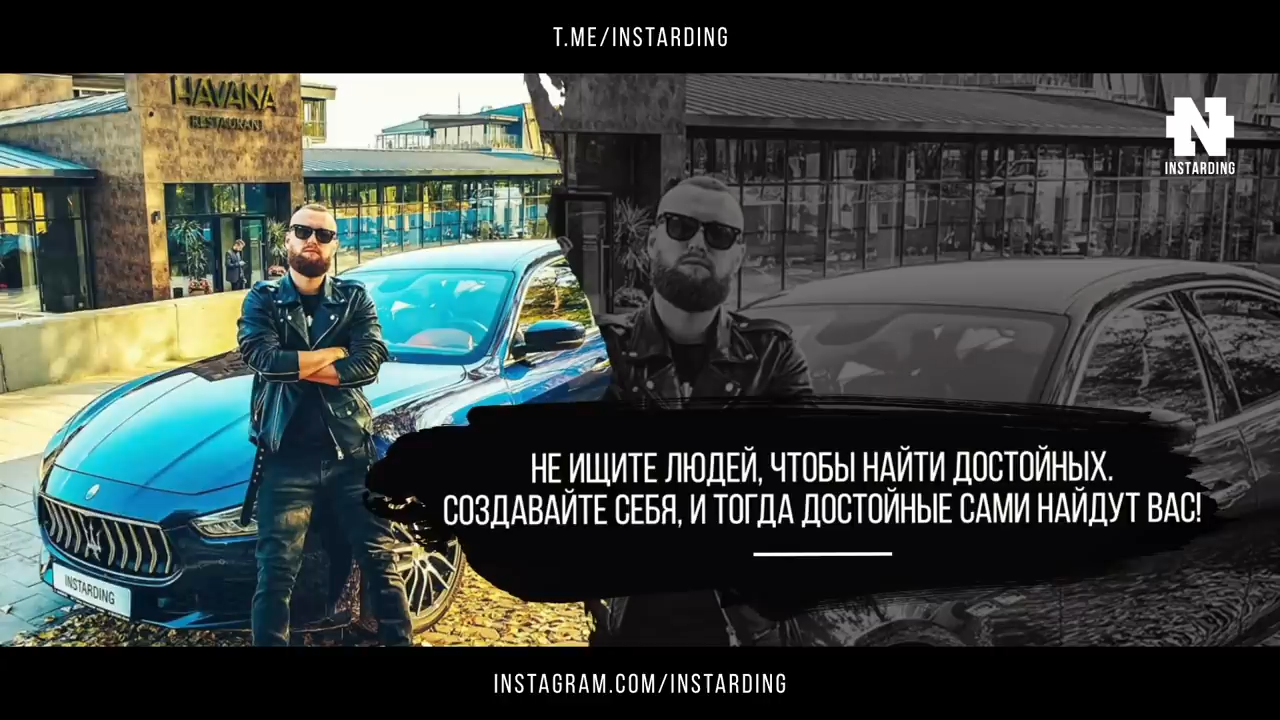 T.ME/INSTARDING
HAVANA
RESTAURANT
INSTARDING
НЕ ИЩИТЕ ЛЮДЕЙ, ЧТОБЫ НАЙТИ ДОСТОЙНЫХ.
СОЗДАВАЙТЕ СЕБЯ, И ТОГДА ДОСТОЙНЫЕ САМИ НАЙДУТ ВАС!
INSTARDING
INSTAGRAM.COM/INSTARDING